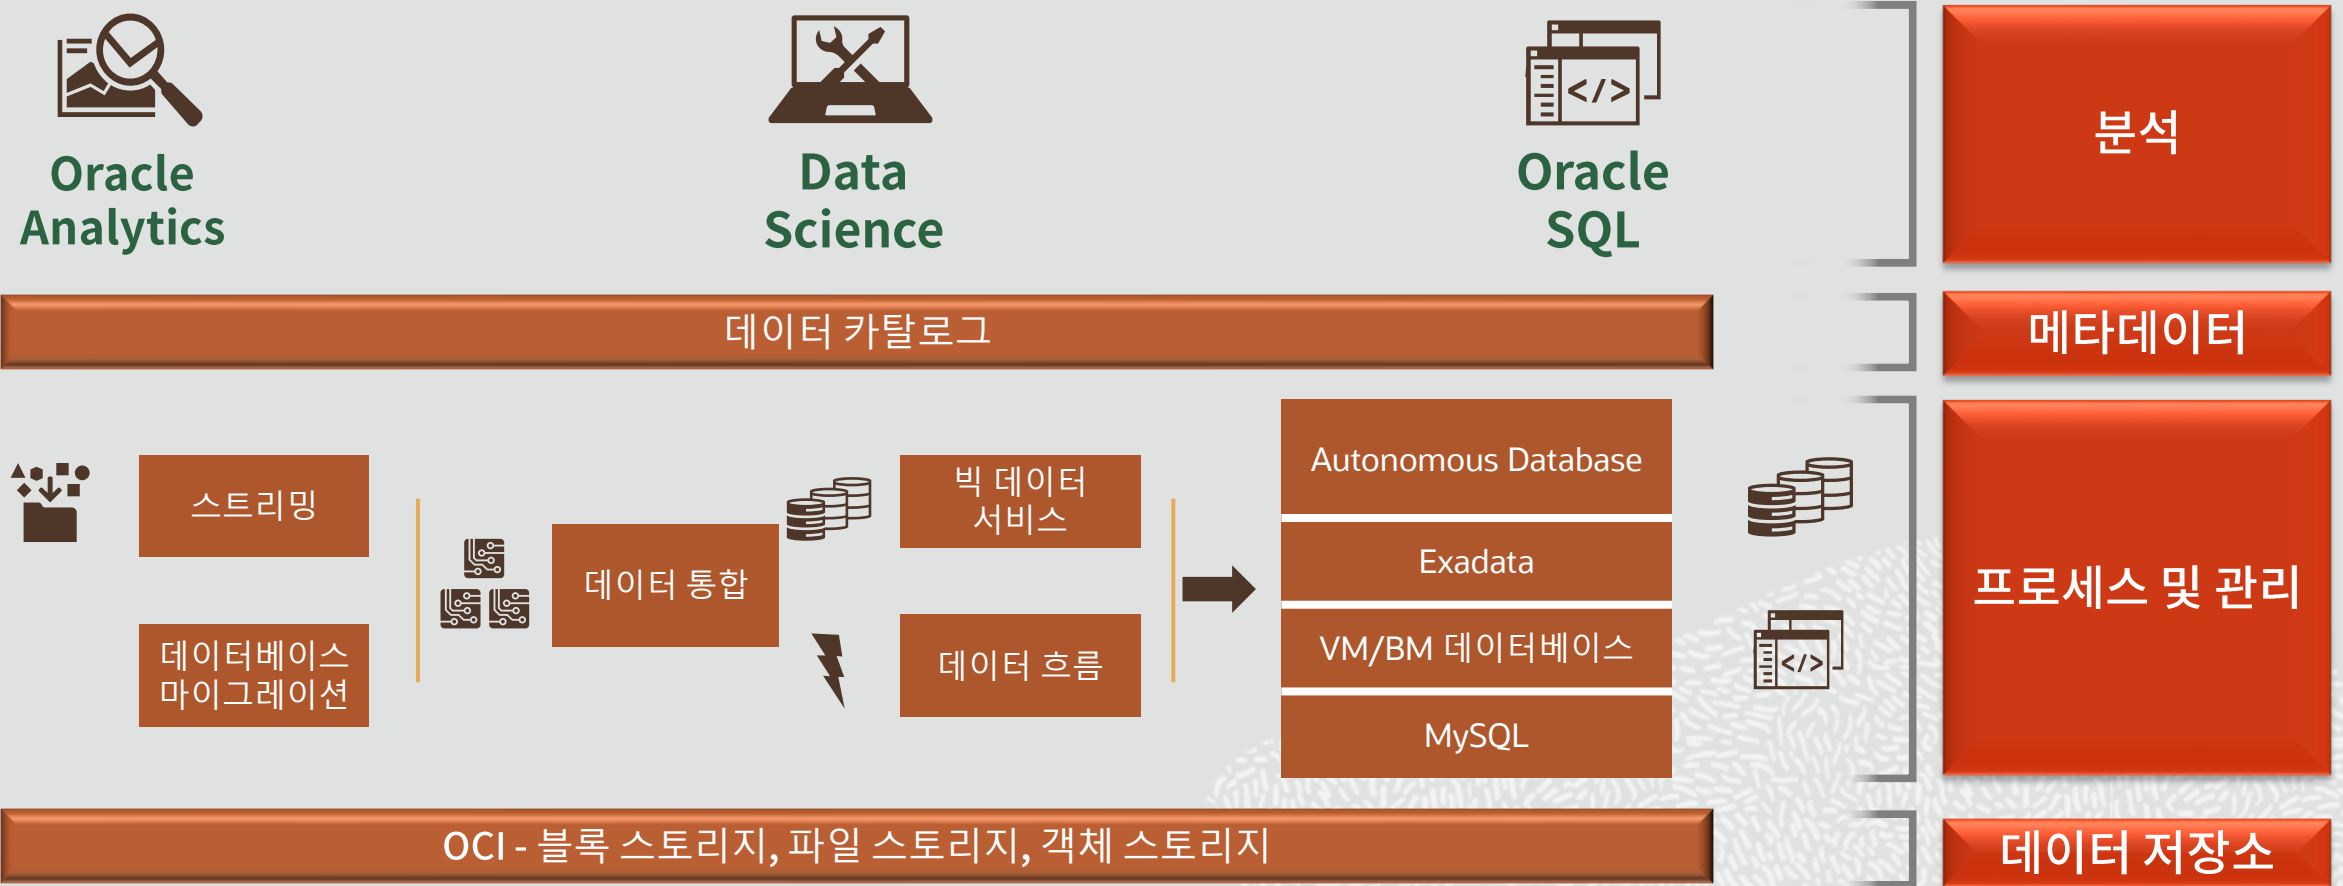 Oracle
Analytics
Data
Science
Oracle
SQL
</>
분석
데이터 카탈로그
메타데이터
스트리밍
데이터베이스
마이그레이션
데이터 통합
빅 데이터
서비스
데이터 흐름
Autonomous Database
Exadata
VM/BM 데이터베이스
MySQL
</>
프로세스 및 관리
OCI - 블록 스토리지, 파일 스토리지, 객체 스토리지
데이터 저장소